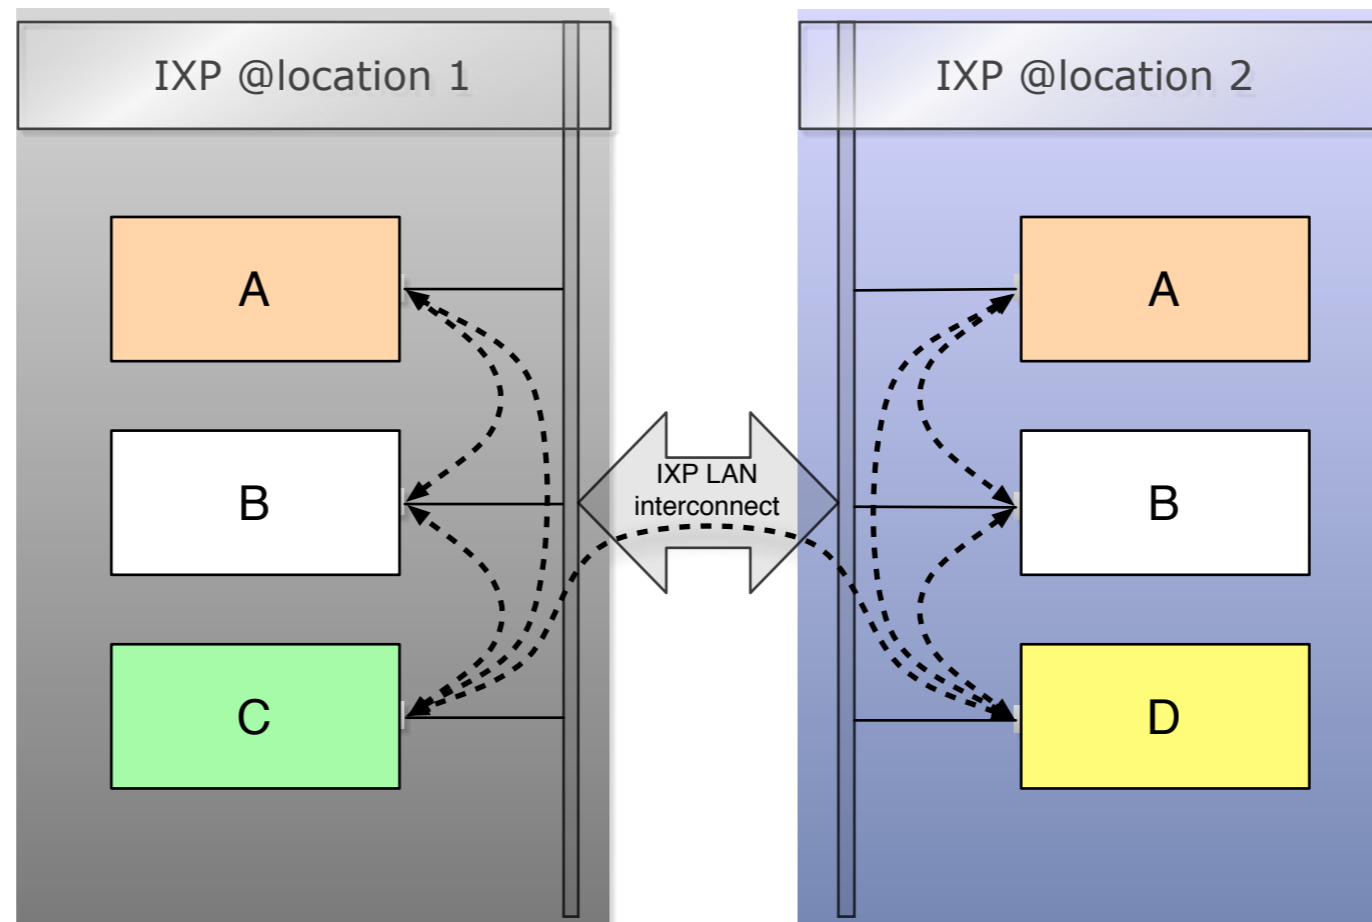 IXP @location 1
IXP @location 2
A
A
IXP LAN
interconnect
B
B
C
D